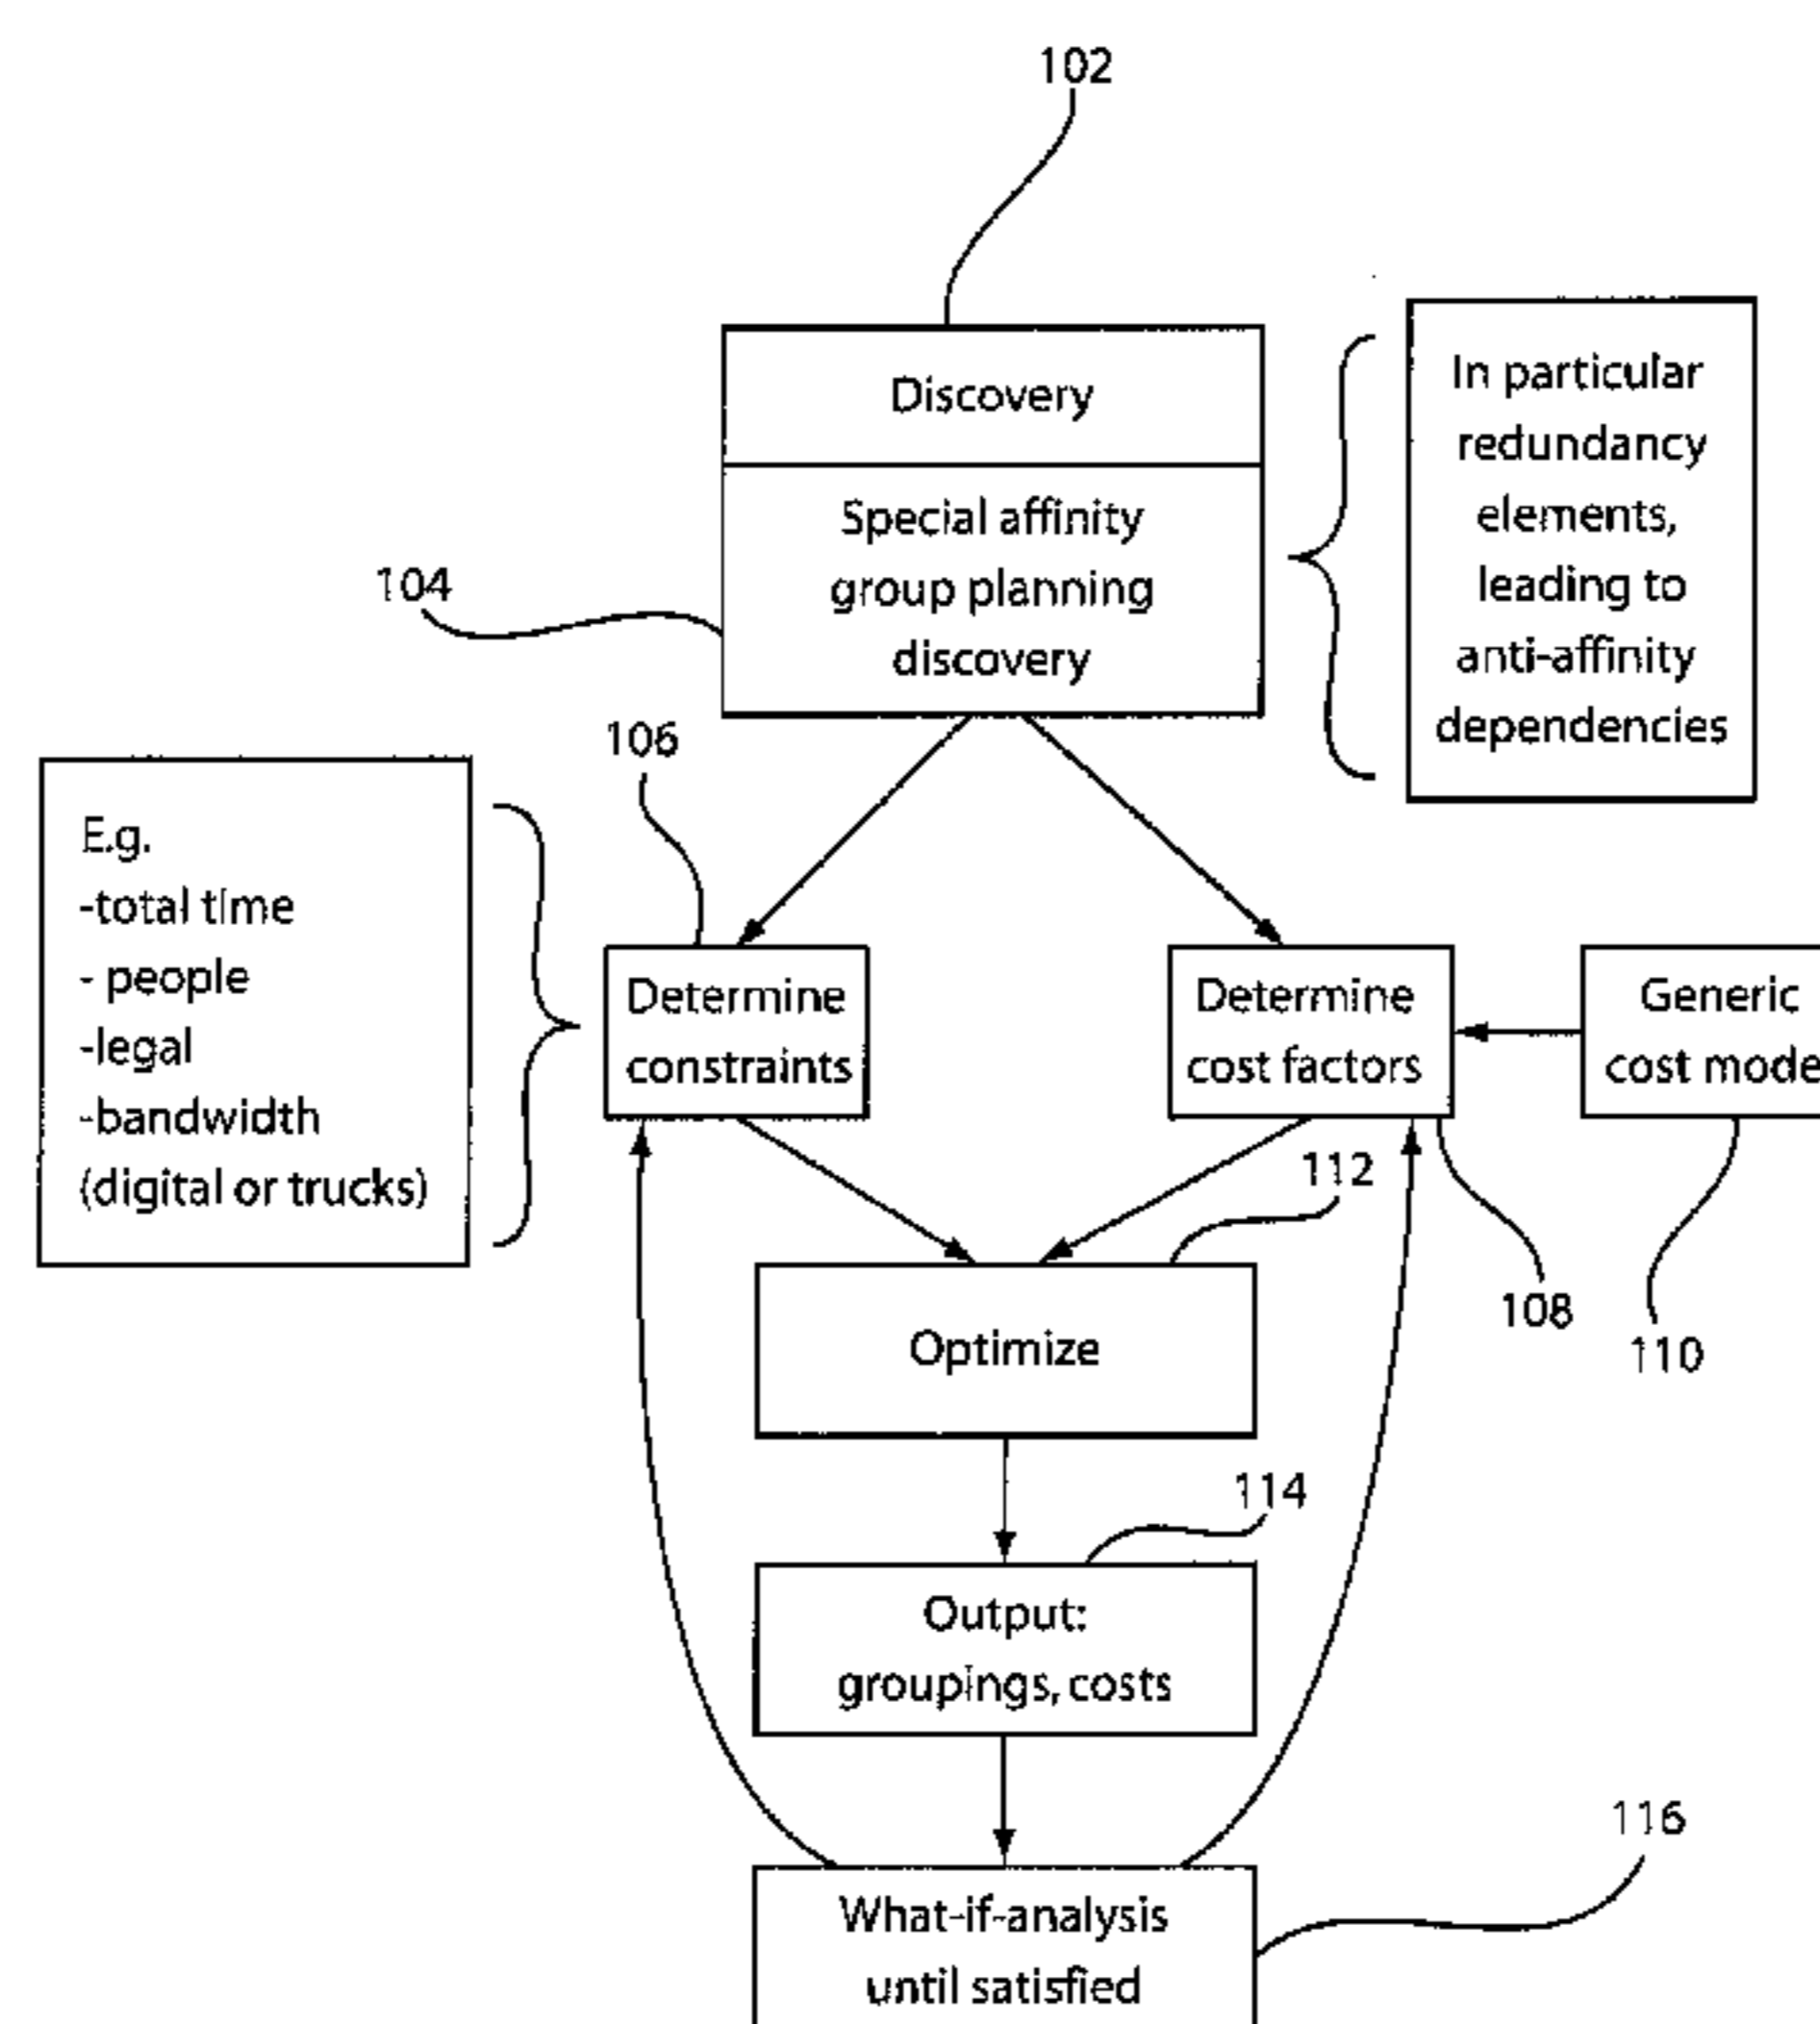 102
Discovery
Special affinity
group planning
discovery
104
In particular
redundancy
elements,
leading to
anti-affinity
dependencies
106
E.g.
-total time
- people
-legal
-bandwidth
(digital or trucks)
Determine
constraints
Determine
cost factors
Generic
cost mode
112
108
110
Optimize
114
Output:
groupings, costs
116
What-if-analysis
until satisfied